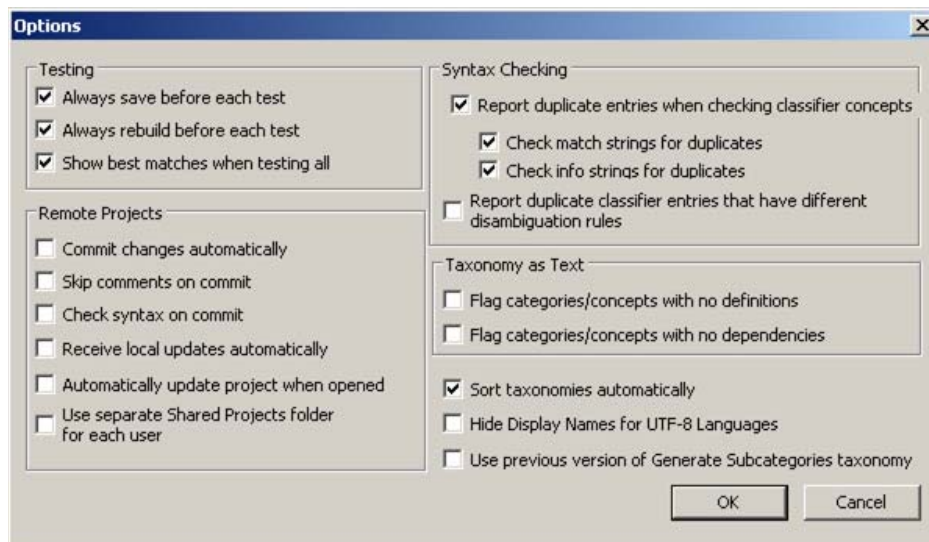 Options
Testing
Always save before each test
Always rebuild before each test
Show best matches when testing all
Remote Projects
Commit changes automatically
Skip comments on commit
Check syntax on commit
Receive local updates automatically
Automatically update project when opened
Use separate Shared Projects folder
for each user
Syntax Checking
Report duplicate entries when checking classifier concepts
Check match strings for duplicates
Check info strings for duplicates
Report duplicate classifier entries that have different
disambiguation rules
Taxonomy as Text
Flag categories/concepts with no definitions
Flag categories/concepts with no dependencies
Sort taxonomies automatically
Hide Display Names for UTF-8 Languages
Use previous version of Generate Subcategories taxonomy
OK
Cancel